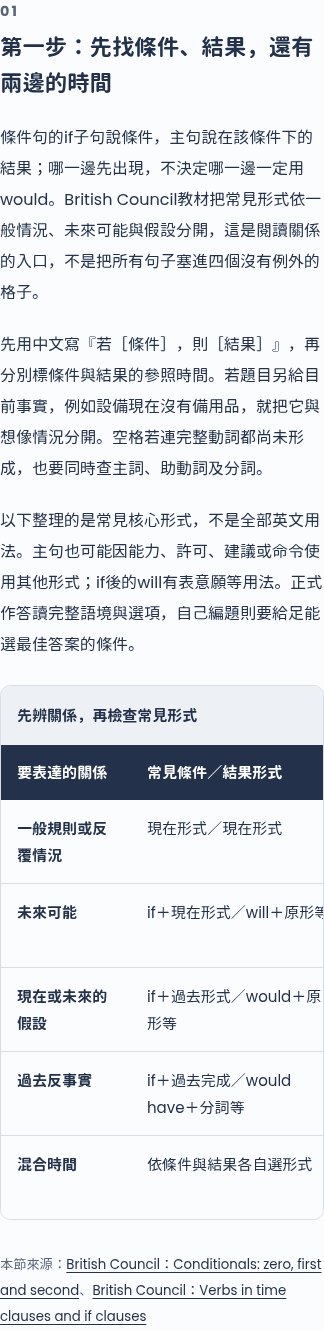 01
第一步：先找條件、結果，還有
兩邊的時間
條件句的if子句說條件，主句說在該條件下的
結果；哪一邊先出現，不決定哪一邊一定用
would。British Council教材把常見形式依一
般情況、未來可能與假設分開，這是閱讀關係
的入口，不是把所有句子塞進四個沒有例外的
格子。
先用中文寫『若［條件］，則［結果］』，再
分別標條件與結果的參照時間。若題目另給目
前事實，例如設備現在沒有備用品，就把它與
想像情況分開。空格若連完整動詞都尚未形
成，也要同時查主詞、助動詞及分詞。
以下整理的是常見核心形式，不是全部英文用
法。主句也可能因能力、許可、建議或命令使
用其他形式；if後的will有表意願等用法。正式
作答讀完整語境與選項，自己編題則要給足能
選最佳答案的條件。
先辨關係，再檢查常見形式
要表達的關係 常見條件／結果形式
一般規則或反 現在形式／現在形式
覆情況
未來可能 if＋現在形式／will＋原形等
現在或未來的 if＋過去形式／would＋原
假設 形等
過去反事實 if＋過去完成／would
have＋分詞等
混合時間 依條件與結果各自選形式
本節來源：British Council：Conditionals: zero, first
and second、British Council：Verbs in time
clauses and if clauses